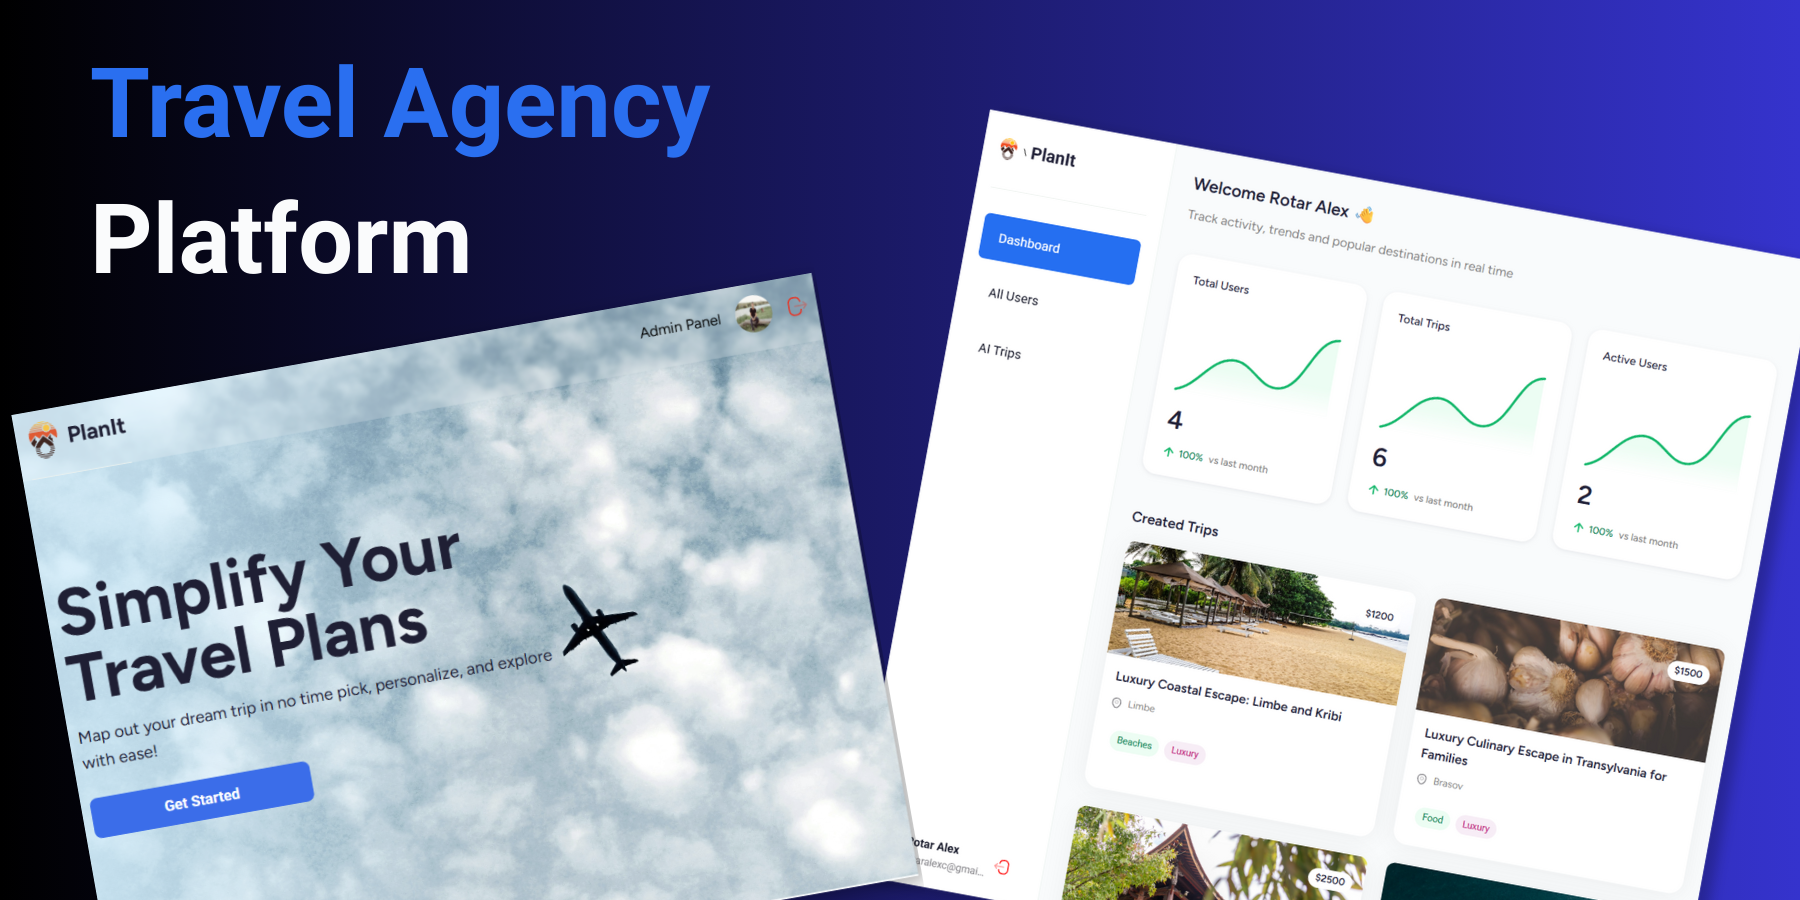 Travel Agency
Platform
PlanIt
Admin Panel
Simplify Your
Travel Plans
Map out your dream trip in no time pick, personalize, and explore
with ease!
Get Started
PlanIt
Dashboard
All Users
AI Trips
otar Alex
aralexc@gmai...
Welcome Rotar Alex 👋
Track activity, trends and popular destinations in real time
Total Users
4
100% vs last month
Total Trips
6
100% vs last month
Active Users
2
100% vs last month
Created Trips
$1200
Luxury Coastal Escape: Limbe and Kribi
Limbe
Beaches Luxury
$1500
Luxury Culinary Escape in Transylvania for
Families
Brasov
Food Luxury
$2500